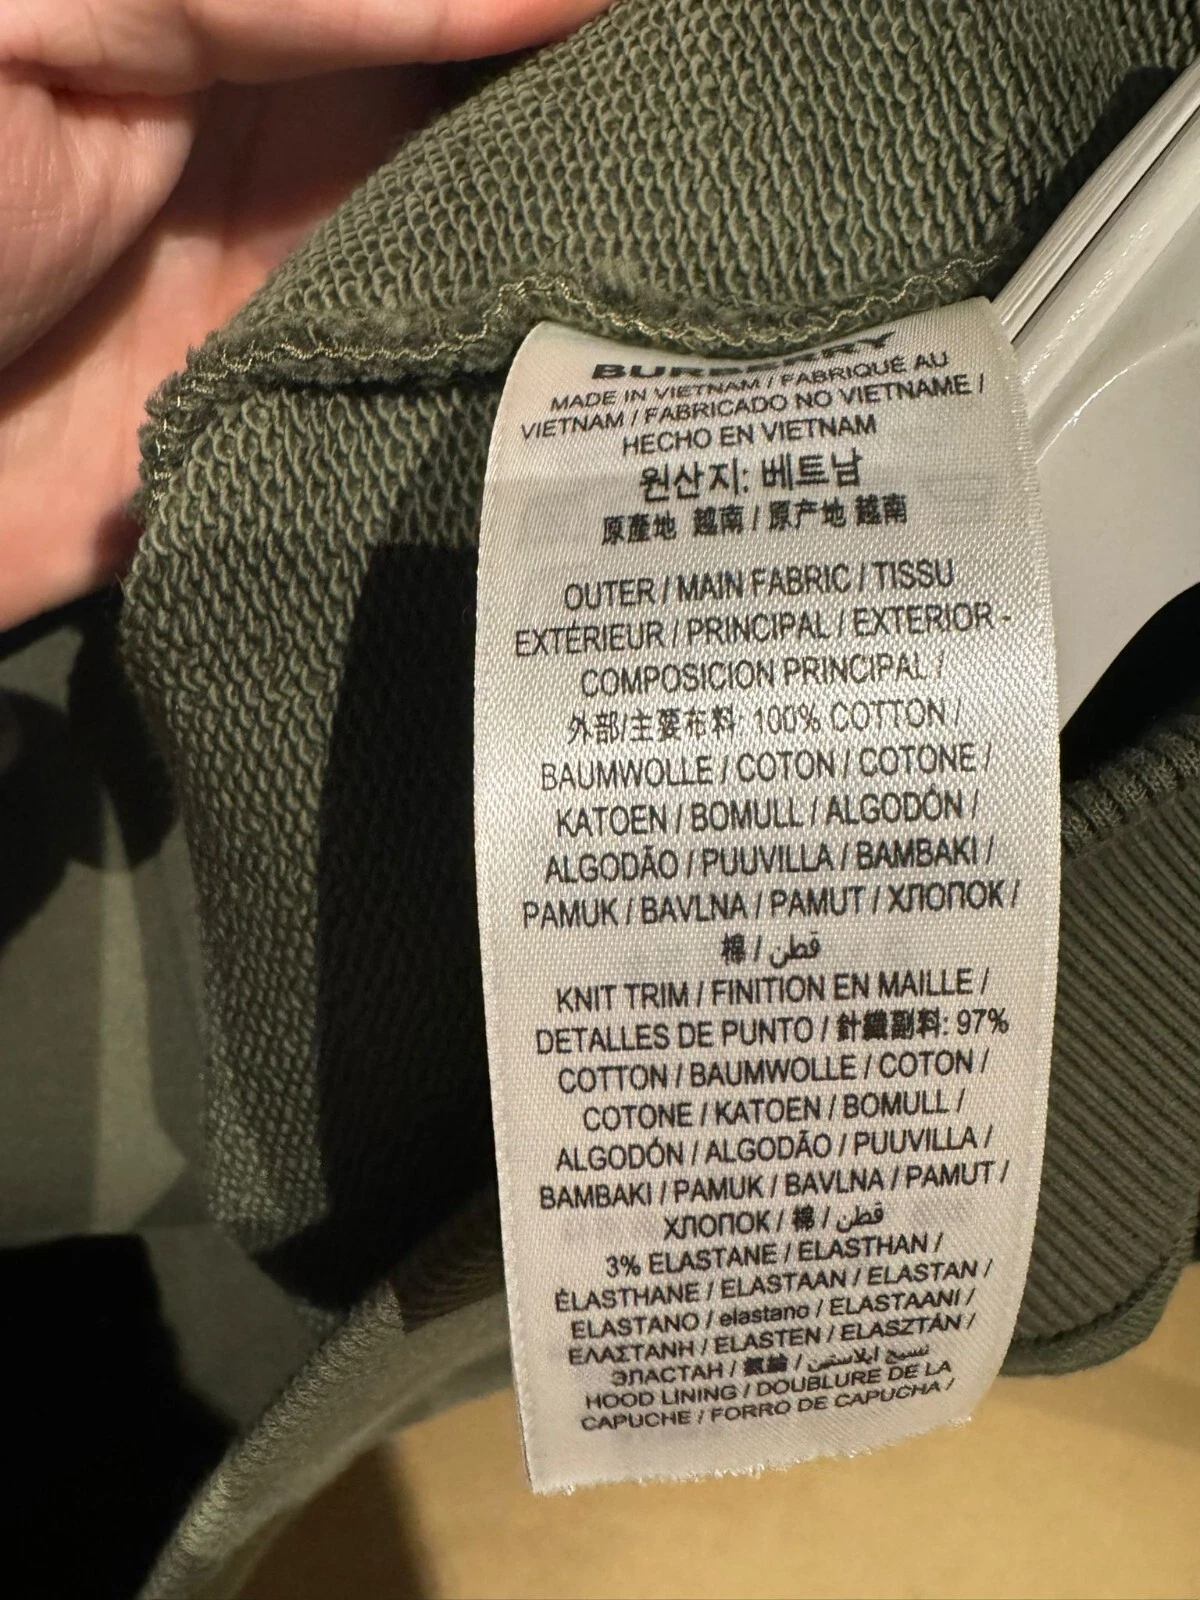 BURBERRY
MADE IN VIETNAM / FABRIQUÉ AU
VIETNAM / FABRICADO NO VIETNAME /
HECHO EN VIETNAM
원산지: 베트남
原產地 越南 / 原产地 越南
OUTER / MAIN FABRIC / TISSU
EXTÉRIEUR / PRINCIPAL / EXTERIOR -
COMPOSICION PRINCIPAL /
外部/主要布料: 100% COTTON /
BAUMWOLLE / COTON / COTONE /
KATOEN / BOMULL / ALGODÓN /
ALGODÃO / PUUVILLA / BAMBAKI /
PAMUK / BAVLNA / PAMUT / ХЛОПОК /
棉 / قطن
KNIT TRIM / FINITION EN MAILLE /
DETALLES DE PUNTO / 針織副料: 97%
COTTON / BAUMWOLLE / COTON /
COTONE / KATOEN / BOMULL /
ALGODÓN / ALGODÃO / PUUVILLA /
BAMBAKI / PAMUK / BAVLNA / PAMUT /
ХЛОПОК / 棉 / قطن
3% ELASTANE / ELASTHAN /
ÉLASTHANE / ELASTAAN / ELASTAN /
ELASTANO / elastano / ELASTAANI /
ΕΛΑΣΤΑΝΗ / ELASTEN / ELASZTÁN /
ЭЛАСТАН / 氨綸 / نسيج ايلاستين
HOOD LINING / DOUBLURE DE LA
CAPUCHE / FORRO DE CAPUCHA /